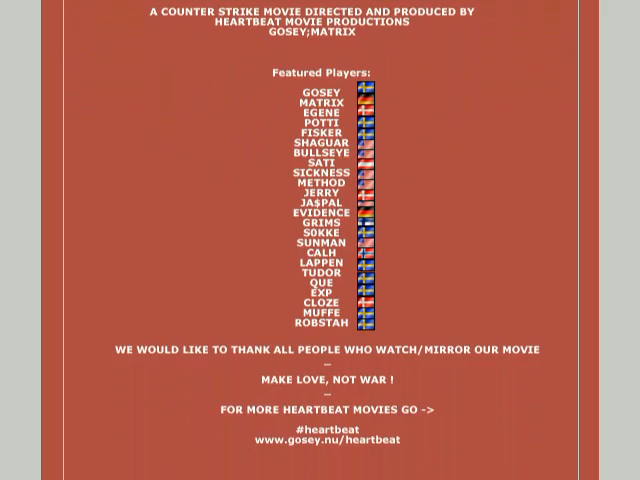 A COUNTER STRIKE MOVIE DIRECTED AND PRODUCED BY
HEARTBEAT MOVIE PRODUCTIONS
GOSEY;MATRIX
Featured Players:
GOSEY
MATRIX
EGENE
POTTI
FISKER
SHAGUAR
BULLSEYE
SATI
SICKNESS
METHOD
JERRY
JA$PAL
EVIDENCE
GRIMS
S0KKE
SUNMAN
CALH
LAPPEN
TUDOR
QUE
EXP
CLOZE
MUFFE
ROBSTAH
WE WOULD LIKE TO THANK ALL PEOPLE WHO WATCH/MIRROR OUR MOVIE
--
MAKE LOVE, NOT WAR !
--
FOR MORE HEARTBEAT MOVIES GO ->
#heartbeat
www.gosey.nu/heartbeat